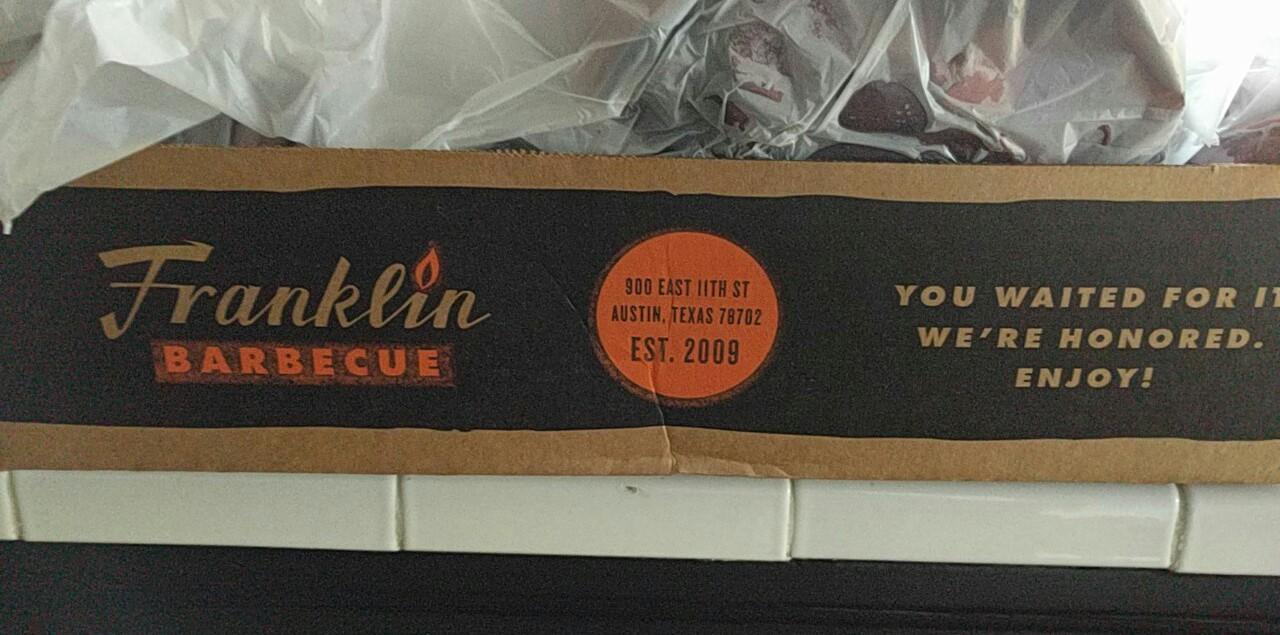 Franklin
BARBECUE
900 EAST 11TH ST
AUSTIN, TEXAS 78702
EST. 2009
YOU WAITED FOR IT
WE'RE HONORED.
ENJOY!